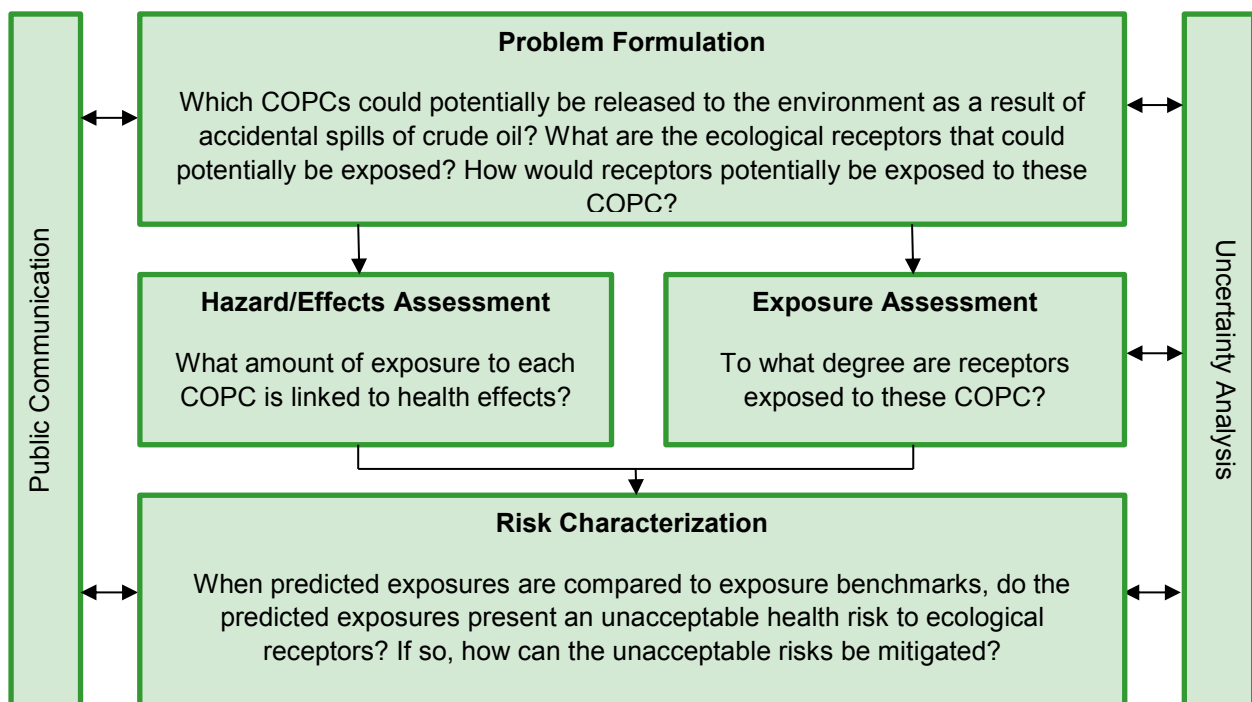 Public Communication
Problem Formulation
Which COPCs could potentially be released to the environment as a result of
accidental spills of crude oil? What are the ecological receptors that could
potentially be exposed? How would receptors potentially be exposed to these
COPC?
Hazard/Effects Assessment
What amount of exposure to each
COPC is linked to health effects?
Exposure Assessment
To what degree are receptors
exposed to these COPC?
Risk Characterization
When predicted exposures are compared to exposure benchmarks, do the
predicted exposures present an unacceptable health risk to ecological
receptors? If so, how can the unacceptable risks be mitigated?
Uncertainty Analysis